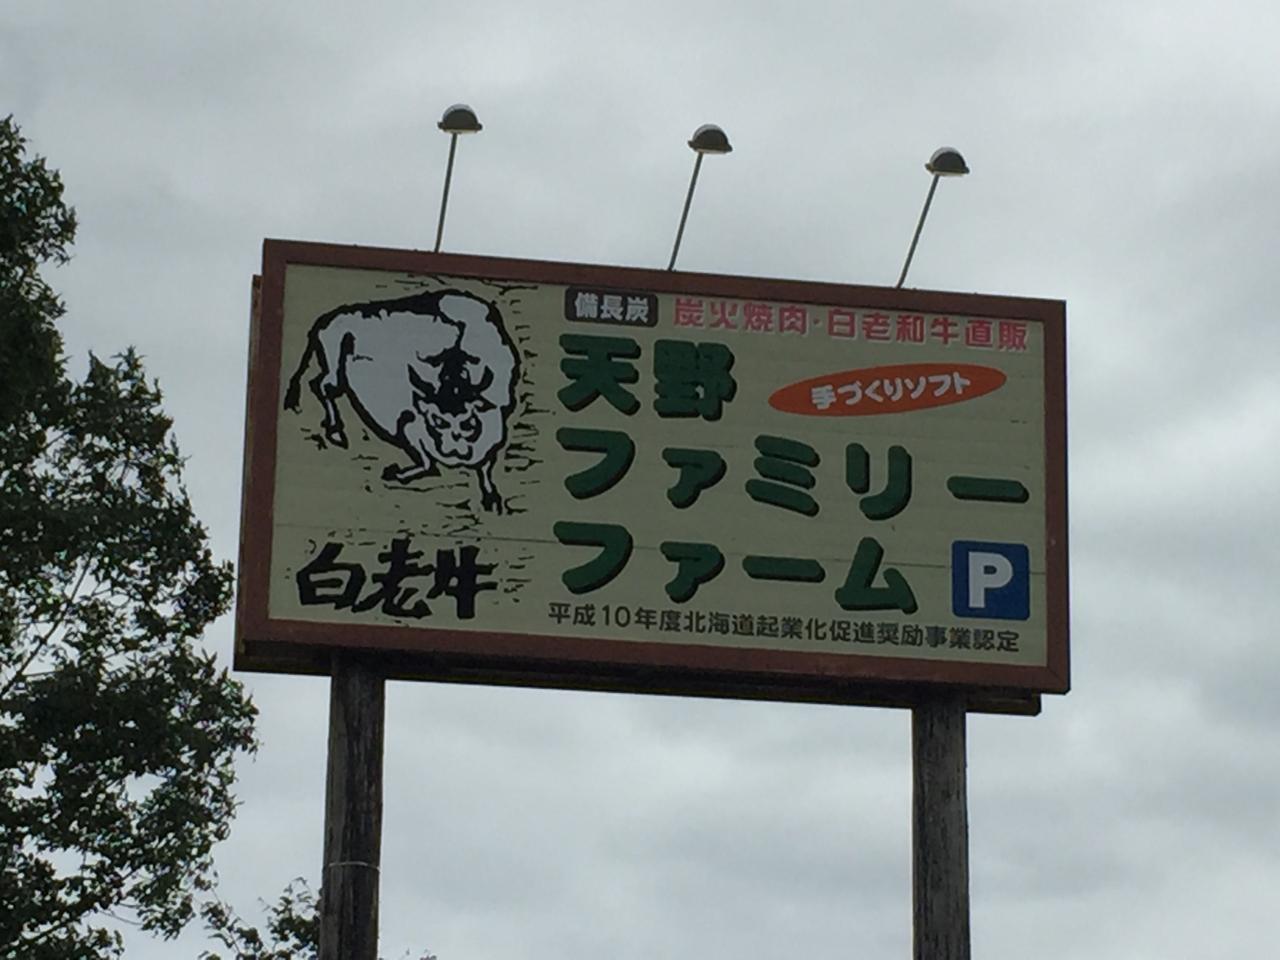 備長炭 炭火焼肉・白老和牛直販
天野
手づくりソフト
ファミリー
ファーム
P
白老牛
平成10年度北海道起業化促進奨励事業認定